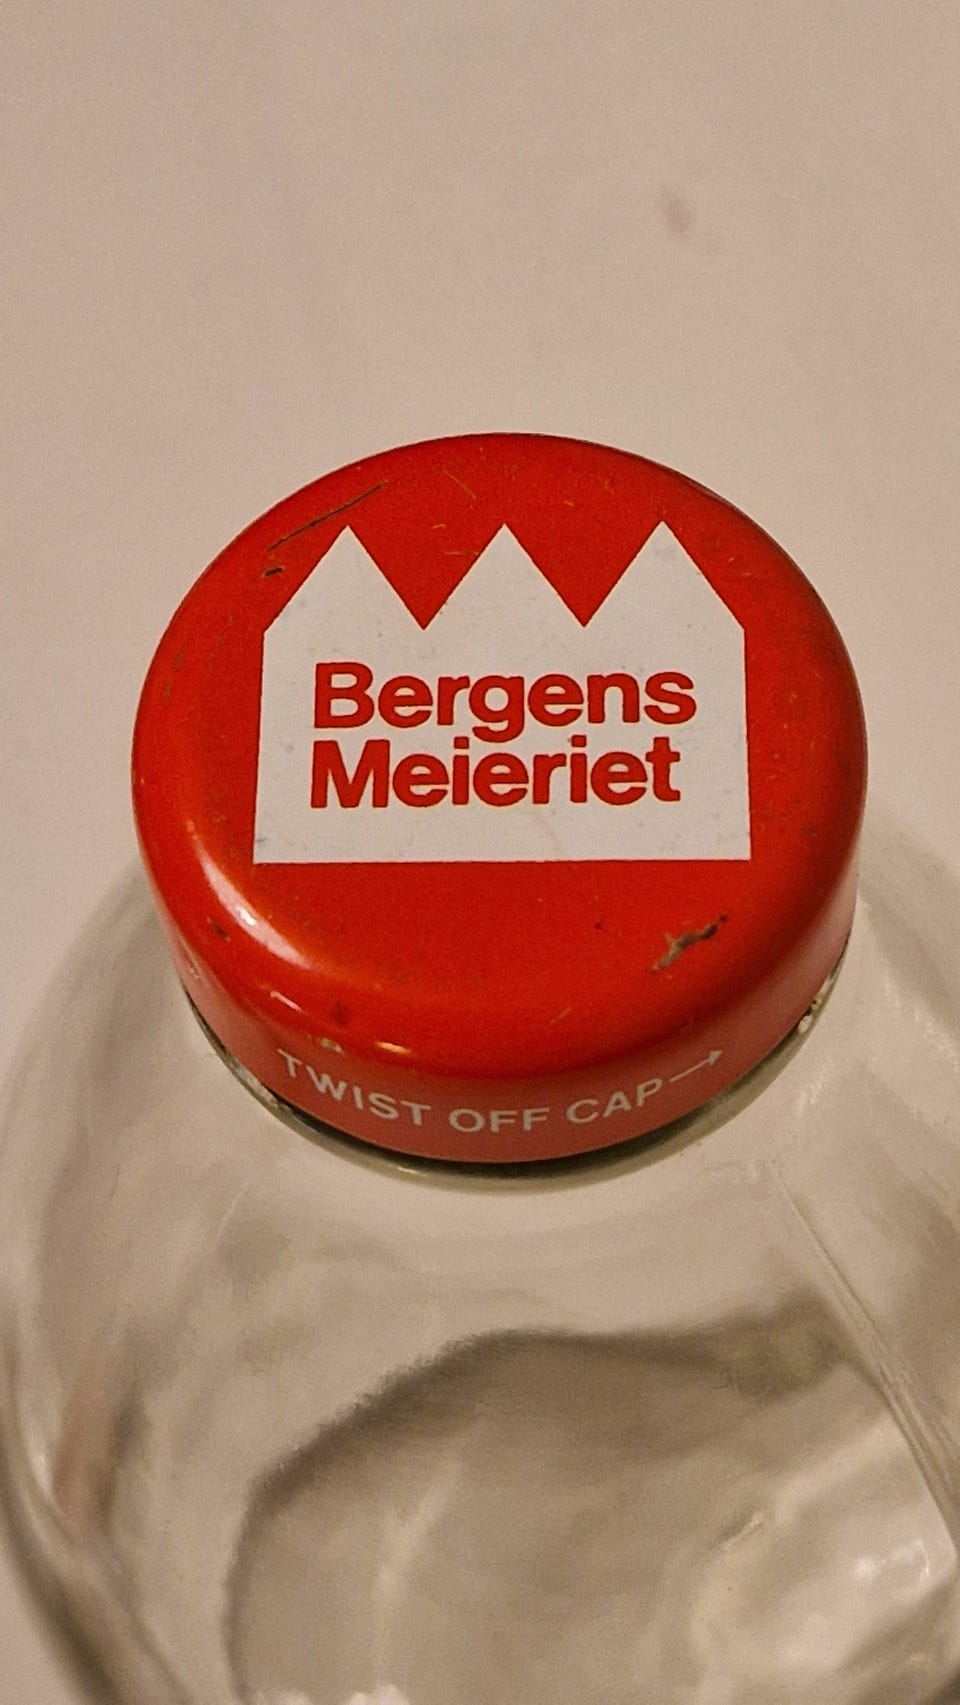 Bergens
Meieriet
TWIST OFF CAP→